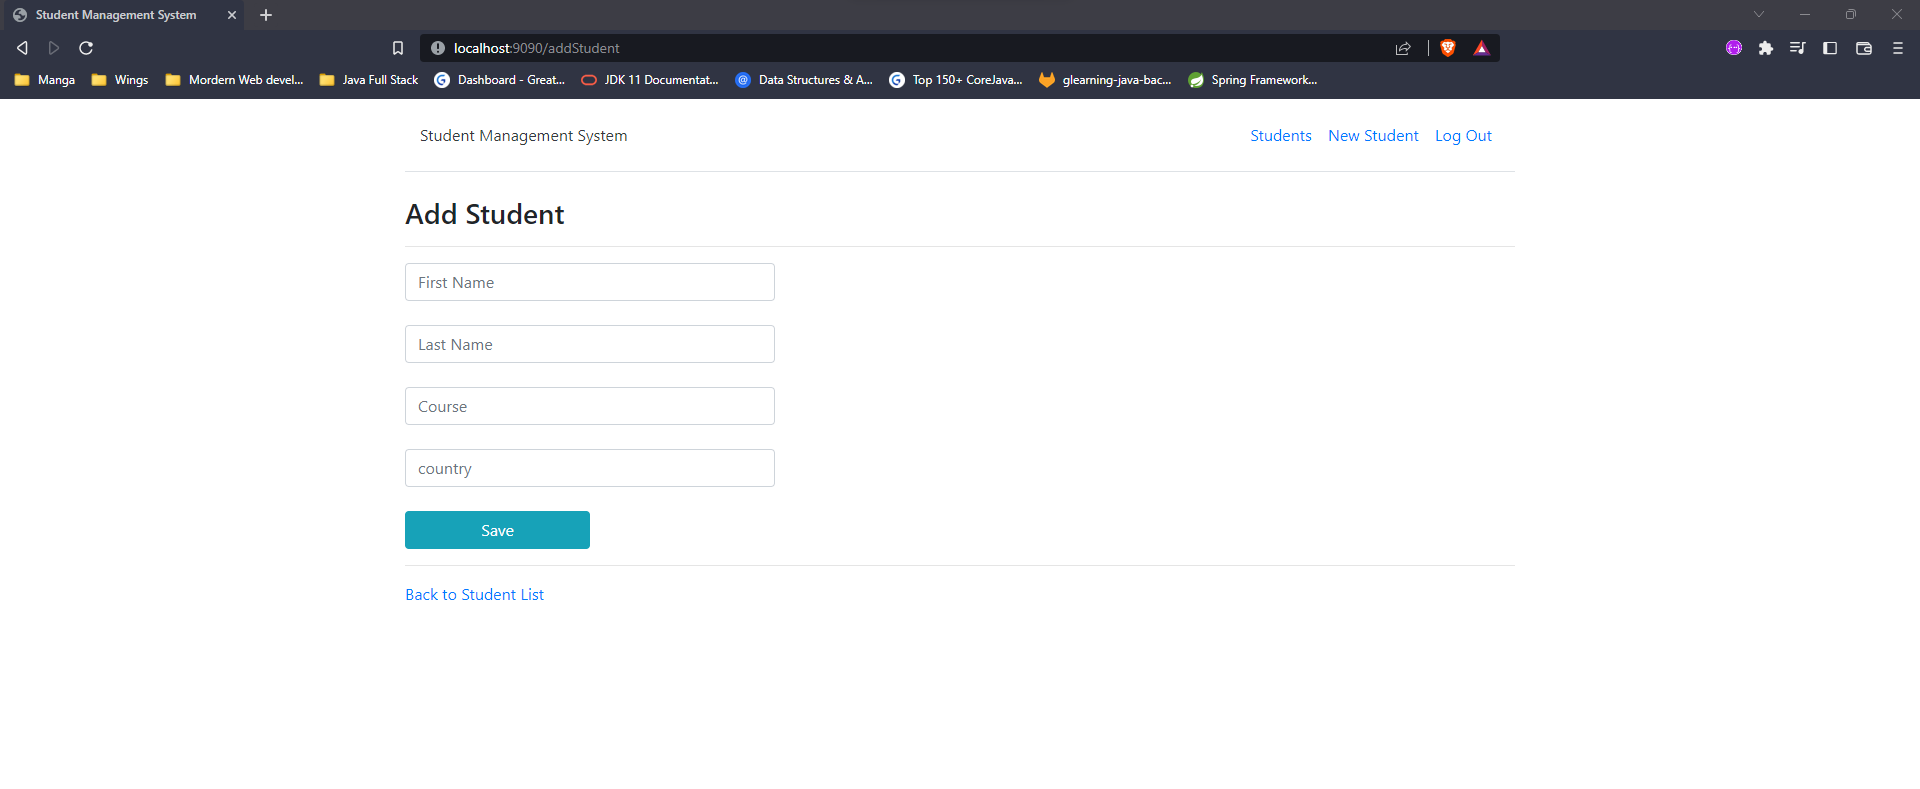 Student Management System
localhost:9090/addStudent
Manga Wings Mordern Web devel... Java Full Stack Dashboard - Great... JDK 11 Documentat... Data Structures & A... Top 150+ CoreJava... glearning-java-bac... Spring Framework...
Student Management System Students New Student Log Out
Add Student
First Name
Last Name
Course
country
Save
Back to Student List